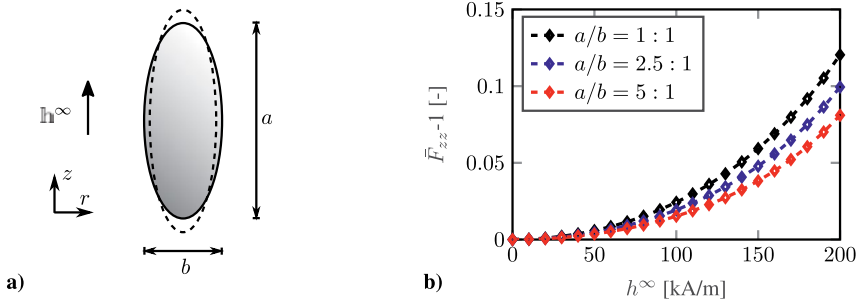 𝕙^∞
z
r
a
b
a)
0.15
0.1
0.05
0
F̄_zz-1 [-]
a/b = 1 : 1
a/b = 2.5 : 1
a/b = 5 : 1
0 50 100 150 200
h^∞ [kA/m]
b)